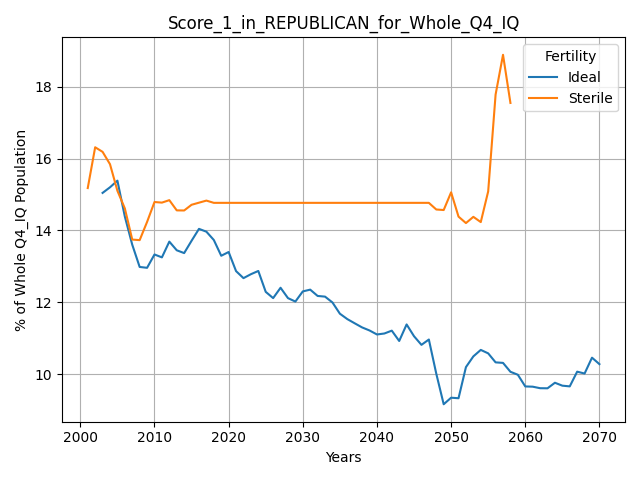 Score_1_in_REPUBLICAN_for_Whole_Q4_IQ
% of Whole Q4_IQ Population
18
16
14
12
10
Fertility
Ideal
Sterile
2000 2010 2020 2030 2040 2050 2060 2070
Years